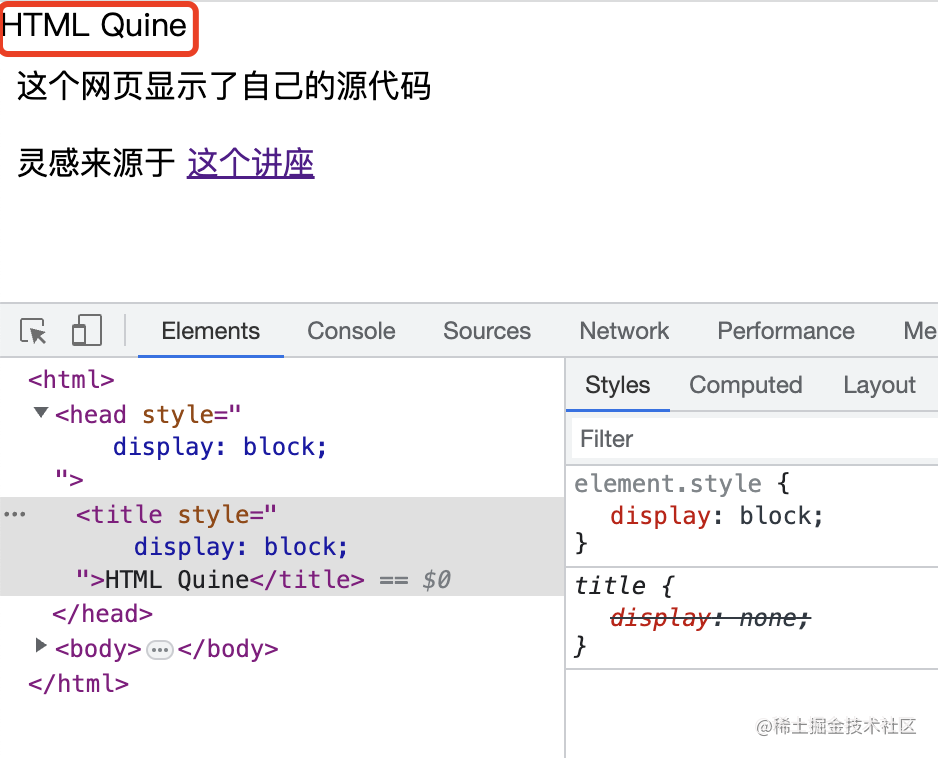 HTML Quine
这个网页显示了自己的源代码
灵感来源于 这个讲座
Elements Console Sources Network Performance Me
<html>
<head style="
display: block;
">
<title style="
display: block;
">HTML Quine</title> == $0
</head>
<body>…</body>
</html>
Styles Computed Layout
Filter
element.style {
display: block;
}
title {
display: none;
}
@稀土掘金技术社区